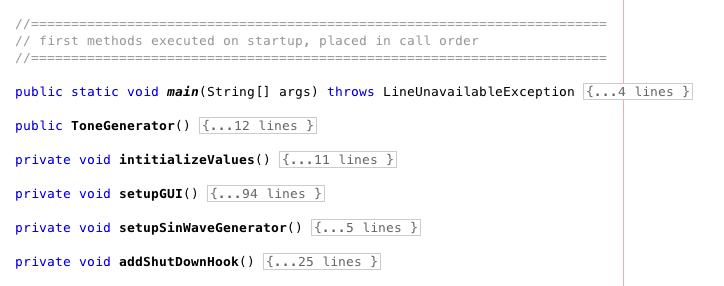 //========================================================================
// first methods executed on startup, placed in call order
//========================================================================
public static void main(String[] args) throws LineUnavailableException {...4 lines }
public ToneGenerator() {...12 lines }
private void intitializeValues() {...11 lines }
private void setupGUI() {...94 lines }
private void setupSinWaveGenerator() {...5 lines }
private void addShutDownHook() {...25 lines }